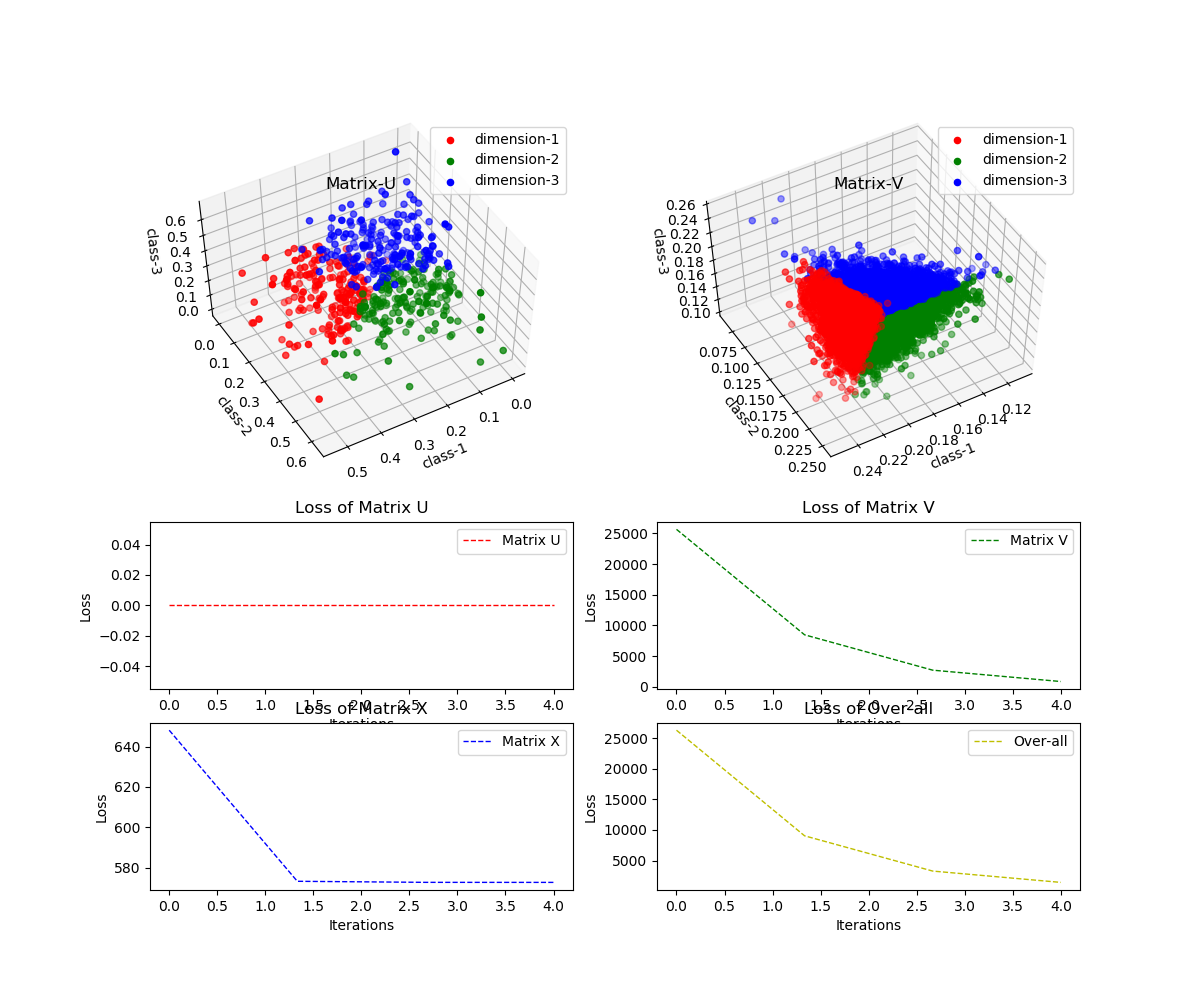 Matrix-U
dimension-1
dimension-2
dimension-3
class-3
0.6
0.5
0.4
0.3
0.2
0.1
0.0
class-2
0.0
0.1
0.2
0.3
0.4
0.5
0.6
class-1
0.5
0.4
0.3
0.2
0.1
0.0
Matrix-V
dimension-1
dimension-2
dimension-3
class-3
0.26
0.24
0.22
0.20
0.18
0.16
0.14
0.12
0.10
class-2
0.075
0.100
0.125
0.150
0.175
0.200
0.225
0.250
class-1
0.24
0.22
0.20
0.18
0.16
0.14
0.12
Loss of Matrix U
Matrix U
Loss
0.04
0.02
0.00
−0.02
−0.04
0.0 0.5 1.0 1.5 2.0 2.5 3.0 3.5 4.0
Iterations
Loss of Matrix V
Matrix V
Loss
25000
20000
15000
10000
5000
0
0.0 0.5 1.0 1.5 2.0 2.5 3.0 3.5 4.0
Iterations
Loss of Matrix X
Matrix X
Loss
640
620
600
580
0.0 0.5 1.0 1.5 2.0 2.5 3.0 3.5 4.0
Iterations
Loss of Over-all
Over-all
Loss
25000
20000
15000
10000
5000
0.0 0.5 1.0 1.5 2.0 2.5 3.0 3.5 4.0
Iterations